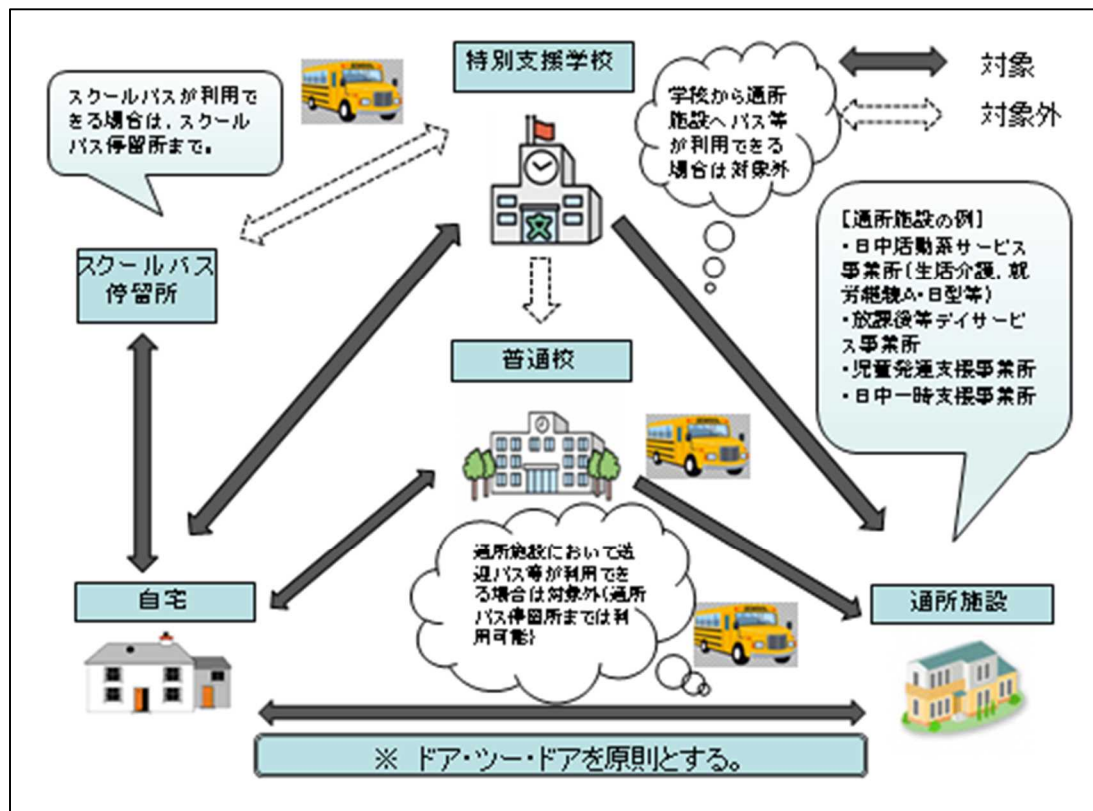 特別支援学校
対象
対象外
スクールバスが利用で
きる場合は、スクール
バス停留所まで。
学校から通所
施設へバス等
が利用できる
場合は対象外
【通所施設の例】
・日中活動系サービス
事業所(生活介護、就
労継続A・B型等)
・放課後等デイサービ
ス事業所
・児童発達支援事業所
・日中一時支援事業所
スクールバス
停留所
普通校
通所施設において送
迎バス等が利用でき
る場合は対象外(通所
バス停留所までは利
用可能)
自宅
通所施設
※ ドア・ツー・ドアを原則とする。